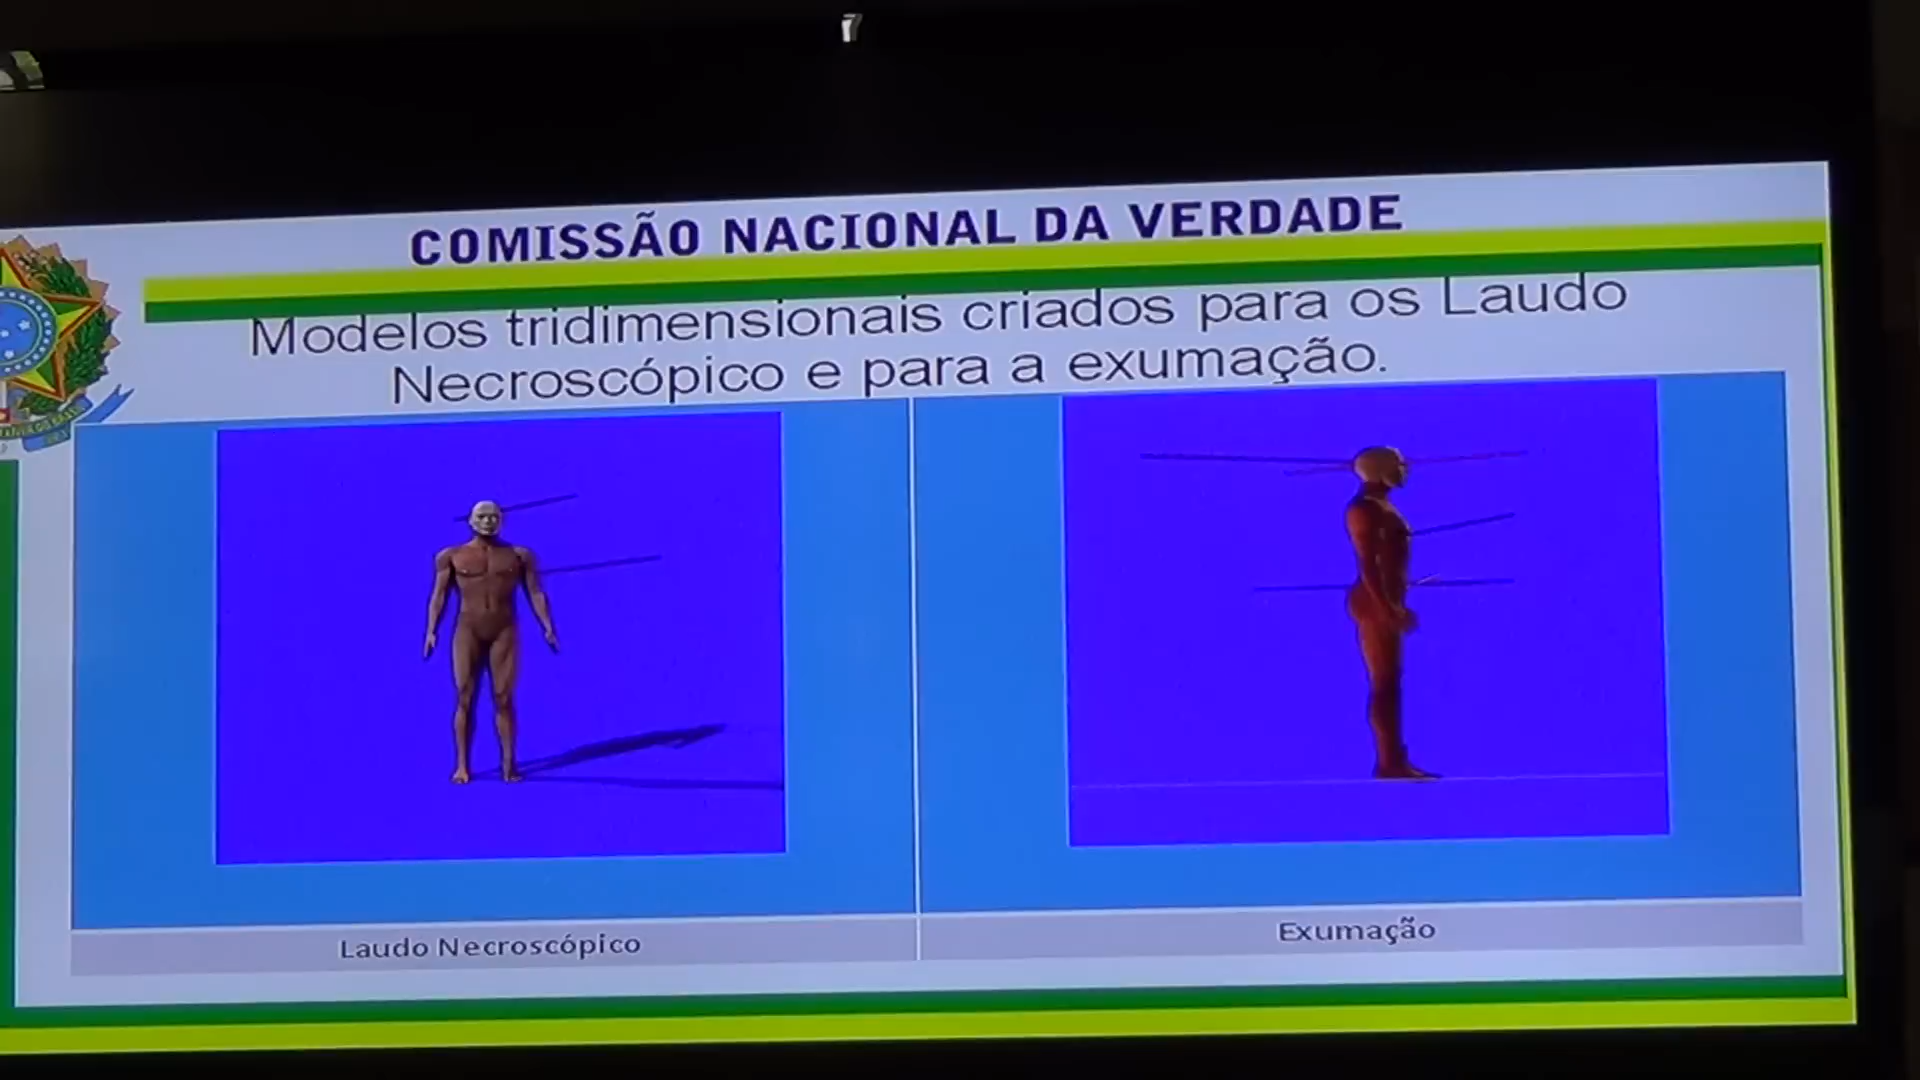 COMISSÃO NACIONAL DA VERDADE
Modelos tridimensionais criados para os Laudo
Necroscópico e para a exumação.
Laudo Necroscópico
Exumação